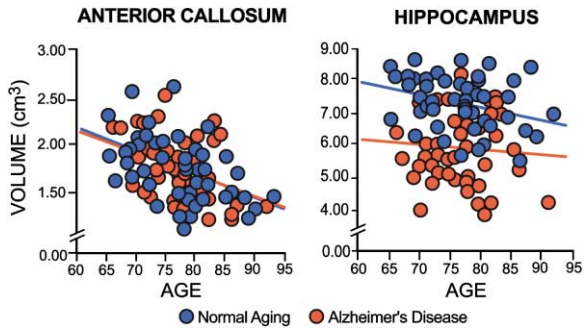 ANTERIOR CALLOSUM
VOLUME (cm³)
3.00
2.50
2.00
1.50
0.00
60 65 70 75 80 85 90 95
AGE
HIPPOCAMPUS
9.00
8.00
7.00
6.00
5.00
4.00
0.00
60 65 70 75 80 85 90 95
AGE
Normal Aging
Alzheimer's Disease